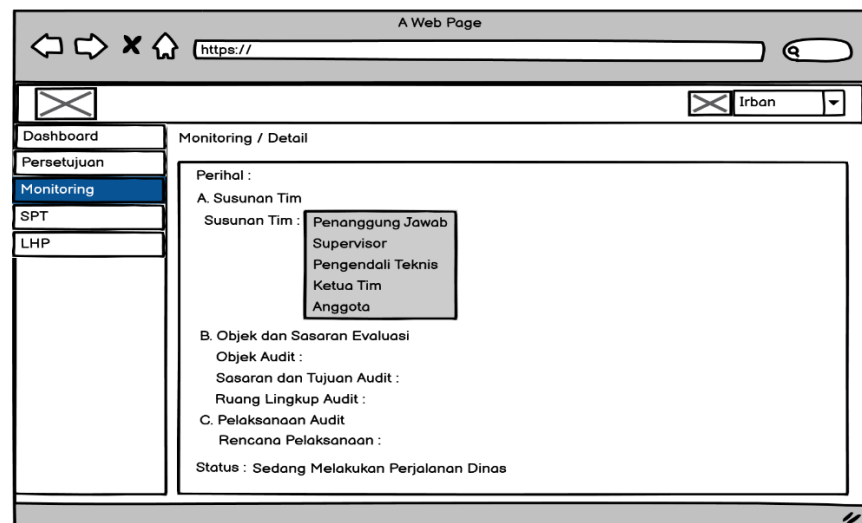 A Web Page
https://
Irban
Dashboard
Persetujuan
Monitoring
SPT
LHP
Monitoring / Detail
Perihal :
A. Susunan Tim
Susunan Tim :
Penanggung Jawab
Supervisor
Pengendali Teknis
Ketua Tim
Anggota
B. Objek dan Sasaran Evaluasi
Objek Audit :
Sasaran dan Tujuan Audit :
Ruang Lingkup Audit :
C. Pelaksanaan Audit
Rencana Pelaksanaan :
Status : Sedang Melakukan Perjalanan Dinas